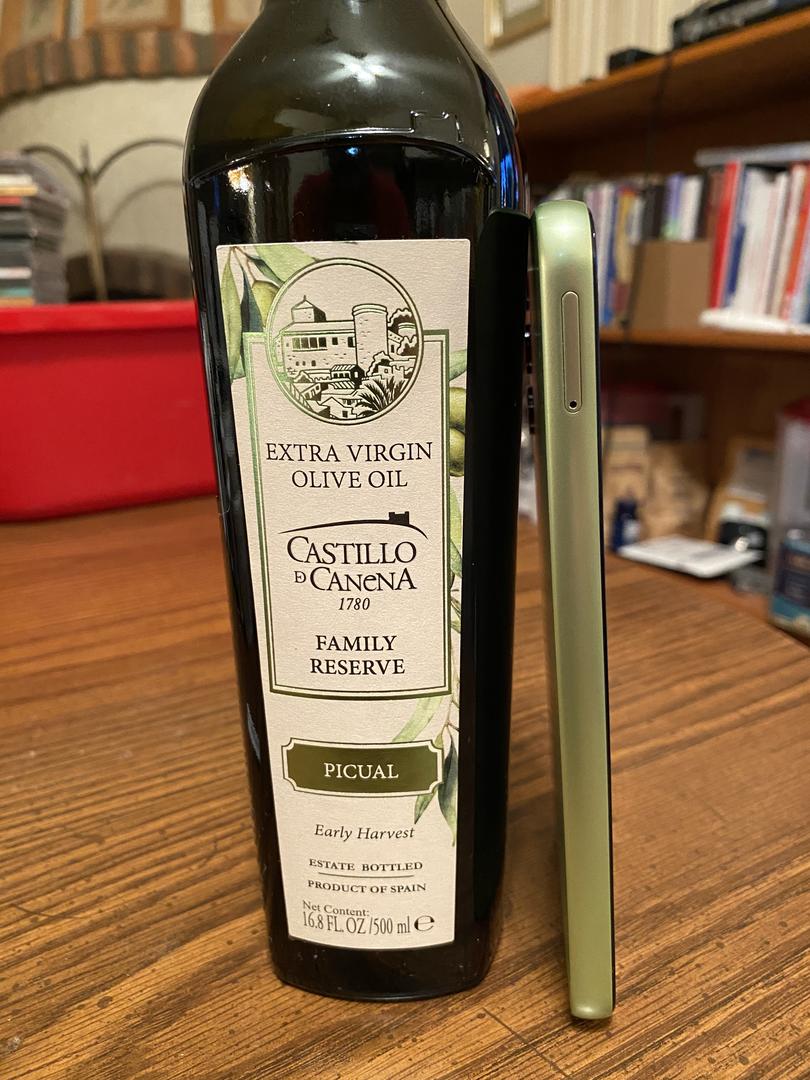 EXTRA VIRGIN
OLIVE OIL
CASTILLO
D CANeNA
1780
FAMILY
RESERVE
PICUAL
Early Harvest
ESTATE BOTTLED
PRODUCT OF SPAIN
Net Content:
16.8 FL. OZ /500 ml ℮